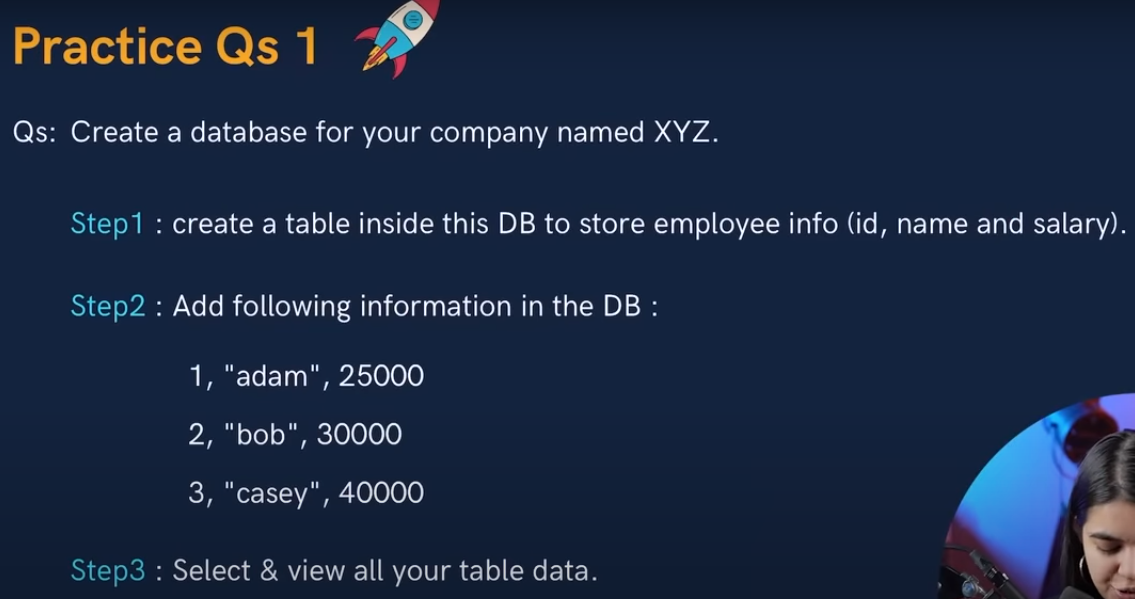 Practice Qs 1
Qs: Create a database for your company named XYZ.
Step1 : create a table inside this DB to store employee info (id, name and salary).
Step2 : Add following information in the DB :
1, "adam", 25000
2, "bob", 30000
3, "casey", 40000
Step3 : Select & view all your table data.